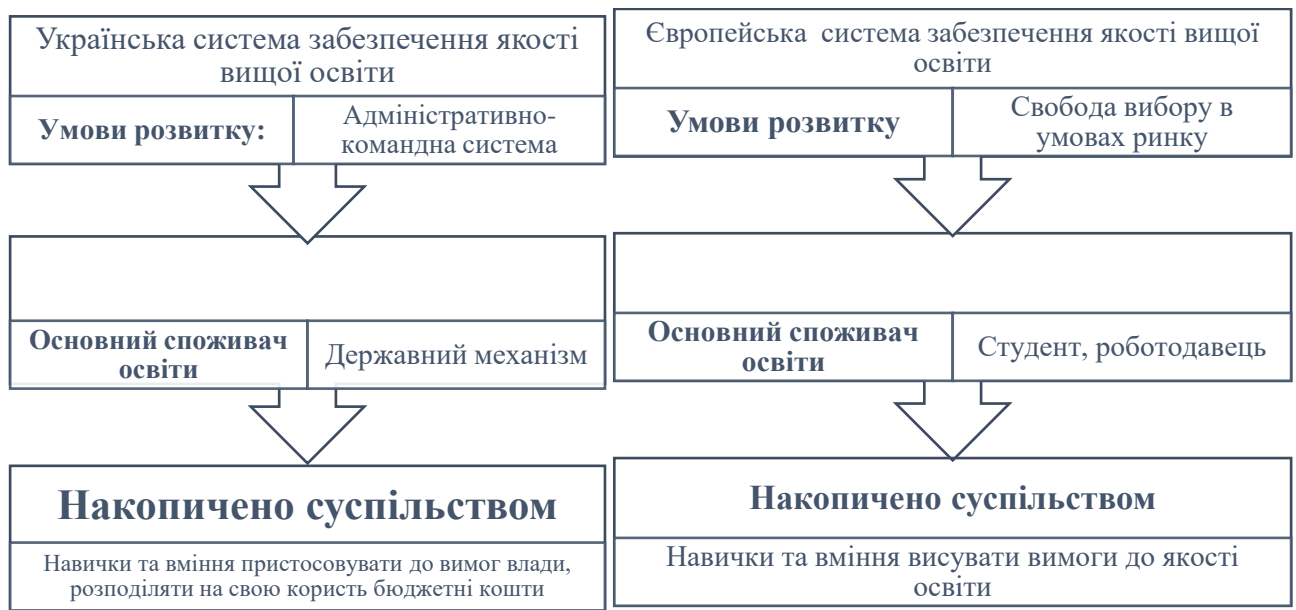 Українська система забезпечення якості
вищої освіти
Умови розвитку:
Адміністративно-
командна система
Основний споживач
освіти
Державний механізм
Накопичено суспільством
Навички та вміння пристосовувати до вимог влади,
розподіляти на свою користь бюджетні кошти
Європейська система забезпечення якості вищої
освіти
Умови розвитку
Свобода вибору в
умовах ринку
Основний споживач
освіти
Студент, роботодавець
Накопичено суспільством
Навички та вміння висувати вимоги до якості
освіти